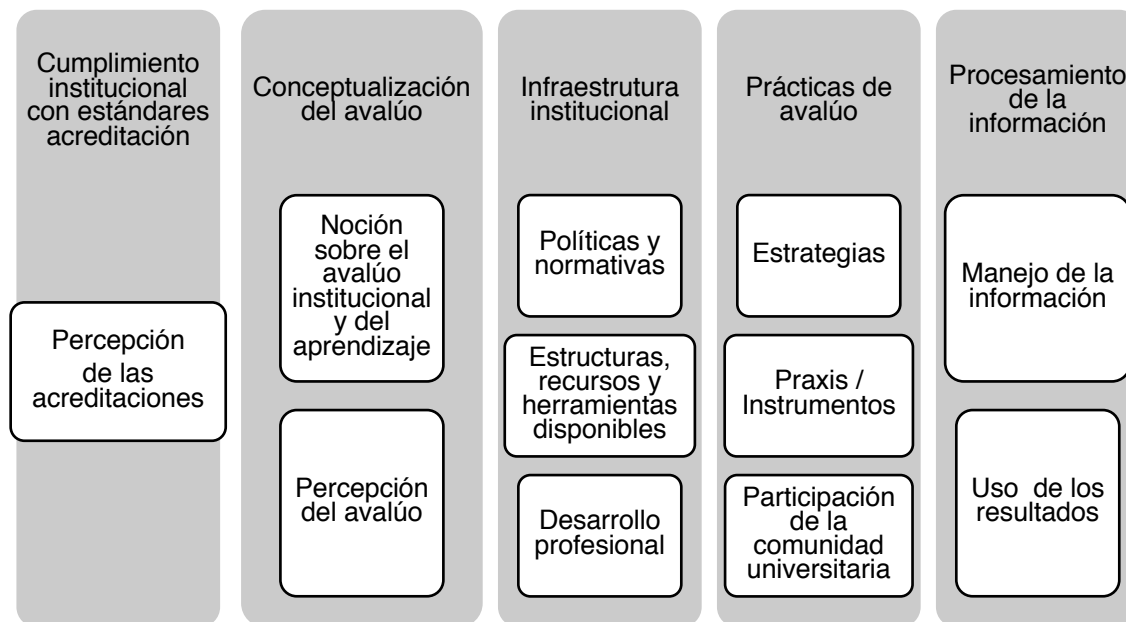 Cumplimiento
institucional
con estándares
acreditación
Percepción
de las
acreditaciones
Conceptualización
del avalúo
Noción
sobre el
avalúo
institucional
y del
aprendizaje
Percepción
del avalúo
Infraestrutura
institucional
Políticas y
normativas
Estructuras,
recursos y
herramientas
disponibles
Desarrollo
profesional
Prácticas de
avalúo
Estrategias
Praxis /
Instrumentos
Participación
de la
comunidad
universitaria
Procesamiento
de la
información
Manejo de la
información
Uso de los
resultados